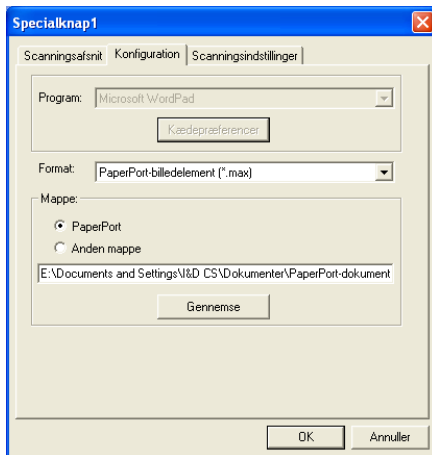 Specialknap1
Scanningsafsnit Konfiguration Scanningsindstillinger
Program: Microsoft WordPad
Kædepræferencer
Format: PaperPort-billedelement (*.max)
Mappe:
PaperPort
Anden mappe
E:\Documents and Settings\I&D CS\Dokumenter\PaperPort-dokument
Gennemse
OK Annuller